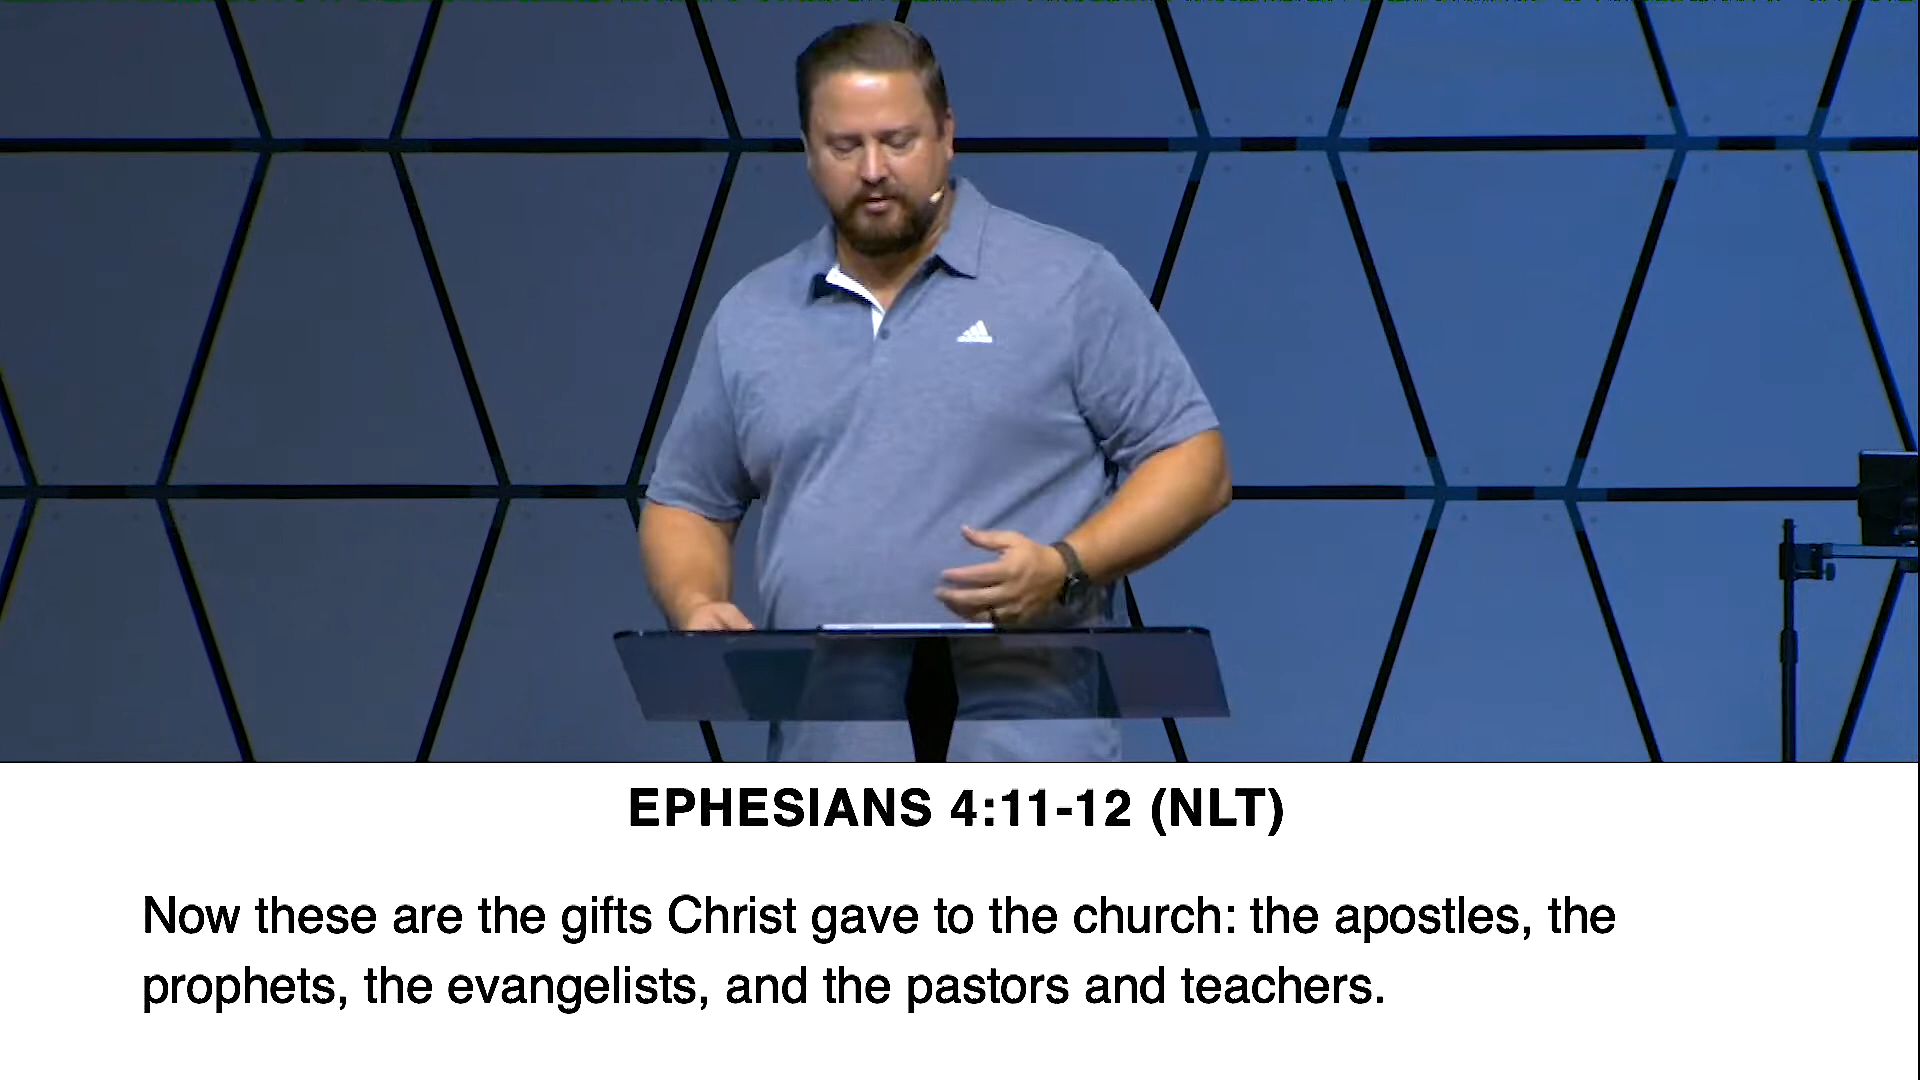 EPHESIANS 4:11-12 (NLT)
Now these are the gifts Christ gave to the church: the apostles, the
prophets, the evangelists, and the pastors and teachers.